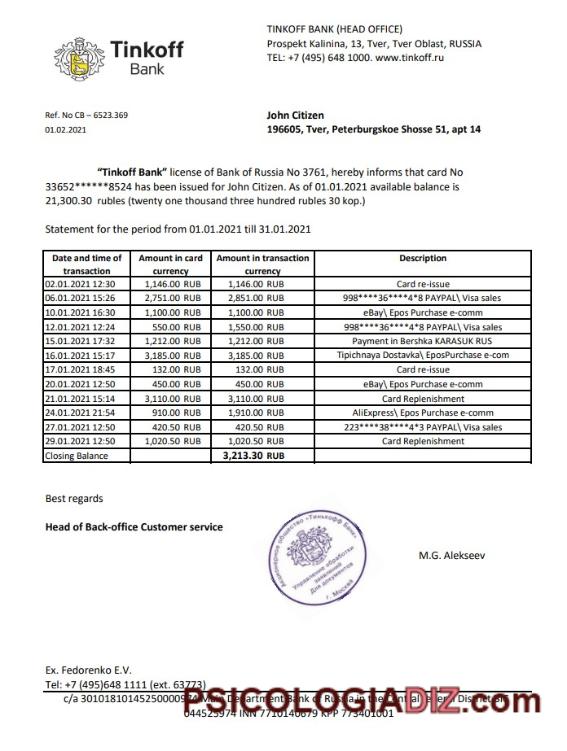 TINKOFF BANK (HEAD OFFICE)
Prospekt Kalinina, 13, Tver, Tver Oblast, RUSSIA
TEL: +7 (495) 648 1000. www.tinkoff.ru
Tinkoff
Bank
Ref. No CB – 6523.369
01.02.2021
John Citizen
196605, Tver, Peterburgskoe Shosse 51, apt 14
“Tinkoff Bank” license of Bank of Russia No 3761, hereby informs that card No
33652******8524 has been issued for John Citizen. As of 01.01.2021 available balance is
21,300.30 rubles (twenty one thousand three hundred rubles 30 kop.)
Statement for the period from 01.01.2021 till 31.01.2021
Date and time of transaction Amount in card currency Amount in transaction currency Description
02.01.2021 12:30 1,146.00 RUB 1,146.00 RUB Card re-issue
06.01.2021 15:26 2,751.00 RUB 2,851.00 RUB 998****36****4*8 PAYPAL\ Visa sales
10.01.2021 16:30 1,100.00 RUB 1,100.00 RUB eBay\ Epos Purchase e-comm
12.01.2021 12:24 550.00 RUB 1,550.00 RUB 998****36****4*8 PAYPAL\ Visa sales
15.01.2021 17:32 1,212.00 RUB 1,212.00 RUB Payment in Bershka KARASUK RUS
16.01.2021 15:17 3,185.00 RUB 3,185.00 RUB Tipichnaya Dostavka\ EposPurchase e-com
17.01.2021 18:45 132.00 RUB 132.00 RUB Card re-issue
20.01.2021 12:50 450.00 RUB 450.00 RUB eBay\ Epos Purchase e-comm
21.01.2021 15:14 3,110.00 RUB 3,110.00 RUB Card Replenishment
24.01.2021 21:54 910.00 RUB 1,910.00 RUB AliExpress\ Epos Purchase e-comm
27.01.2021 12:50 420.50 RUB 420.50 RUB 223****38****4*3 PAYPAL\ Visa sales
29.01.2021 12:50 1,020.50 RUB 1,020.50 RUB Card Replenishment
Closing Balance 3,213.30 RUB
Best regards
Head of Back-office Customer service
Акционерное общество «Тинькофф Банк»
Управление обработки
заявлений
Для документов
г. Москва
M.G. Alekseev
Ex. Fedorenko E.V.
Tel: +7 (495)648 1111 (ext. 63773)
c/a 30101810145250000974 Main Department Bank of Russia in the Central
044525974 INN 7710140679 KPP 773401001
PSICOLOGIADIZ.com